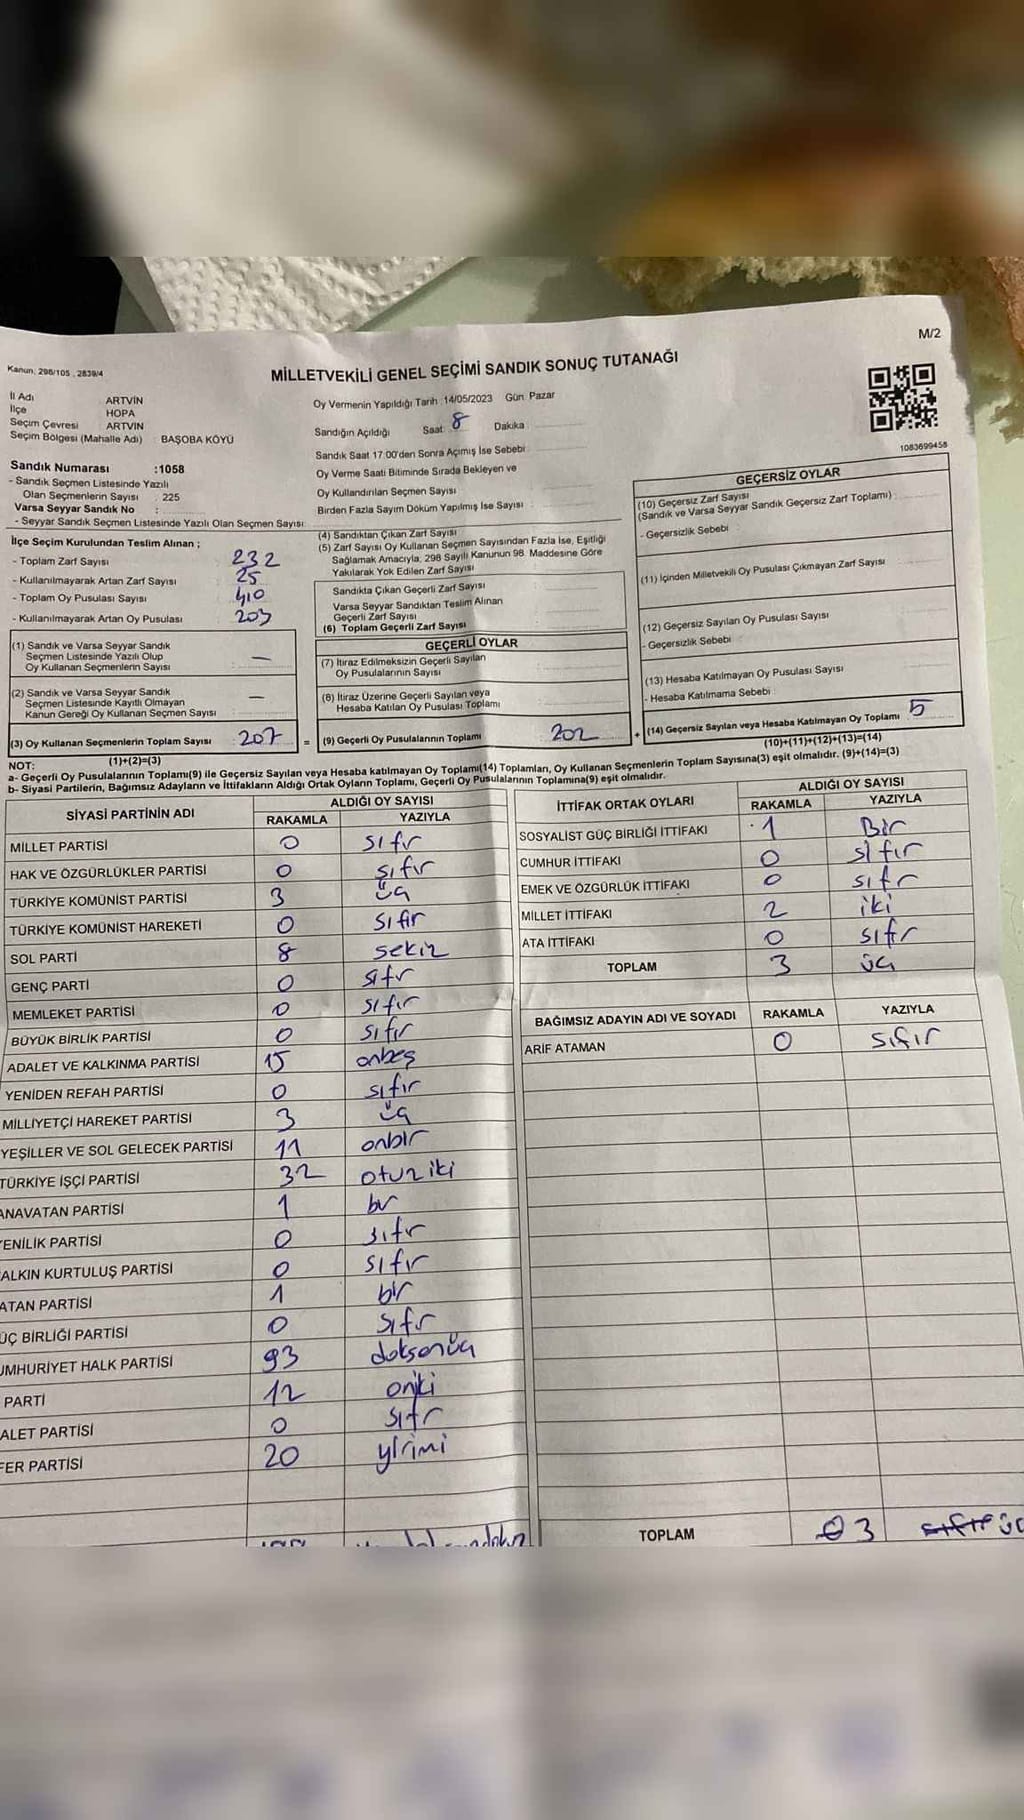 M/2
Kanun: 298/105 , 2839/4
MİLLETVEKİLİ GENEL SEÇİMİ SANDIK SONUÇ TUTANAĞI
İl Adı ARTVİN
İlçe HOPA
Seçim Çevresi ARTVİN
Seçim Bölgesi (Mahalle Adı) : BAŞOBA KÖYÜ
Sandık Numarası :1058
- Sandık Seçmen Listesinde Yazılı
Olan Seçmenlerin Sayısı : 225
Varsa Seyyar Sandık No :
- Seyyar Sandık Seçmen Listesinde Yazılı Olan Seçmen Sayısı:
Oy Vermenin Yapıldığı Tarih :14/05/2023 Gün: Pazar
Sandığın Açıldığı Saat: 8 Dakika :
Sandık Saat 17.00'den Sonra Açımış İse Sebebi:
Oy Verme Saati Bitiminde Sırada Bekleyen ve
Oy Kullandırılan Seçmen Sayısı :
Birden Fazla Sayım Döküm Yapılmış İse Sayısı :
1083699458
İlçe Seçim Kurulundan Teslim Alınan ;
- Toplam Zarf Sayısı 232
- Kullanılmayarak Artan Zarf Sayısı 25
- Toplam Oy Pusulası Sayısı 410
- Kullanılmayarak Artan Oy Pusulası 203
(1) Sandık ve Varsa Seyyar Sandık
Seçmen Listesinde Yazılı Olup
Oy Kullanan Seçmenlerin Sayısı —
(2) Sandık ve Varsa Seyyar Sandık
Seçmen Listesinde Kayıtlı Olmayan
Kanun Gereği Oy Kullanan Seçmen Sayısı —
(3) Oy Kullanan Seçmenlerin Toplam Sayısı 207
(1)+(2)=(3)
(4) Sandıktan Çıkan Zarf Sayısı
(5) Zarf Sayısı Oy Kullanan Seçmen Sayısından Fazla İse, Eşitliği
Sağlamak Amacıyla, 298 Sayılı Kanunun 98. Maddesine Göre
Yakılarak Yok Edilen Zarf Sayısı
Sandıkta Çıkan Geçerli Zarf Sayısı
Varsa Seyyar Sandıktan Teslim Alınan
Geçerli Zarf Sayısı
(6) Toplam Geçerli Zarf Sayısı
GEÇERLİ OYLAR
(7) İtiraz Edilmeksizin Geçerli Sayılan
Oy Pusulalarının Sayısı
(8) İtiraz Üzerine Geçerli Sayılan veya
Hesaba Katılan Oy Pusulası Toplamı
= (9) Geçerli Oy Pusulalarının Toplamı 202
GEÇERSİZ OYLAR
(10) Geçersiz Zarf Sayısı
(Sandık ve Varsa Seyyar Sandık Geçersiz Zarf Toplamı) :
- Geçersizlik Sebebi :
(11) İçinden Milletvekili Oy Pusulası Çıkmayan Zarf Sayısı
(12) Geçersiz Sayılan Oy Pusulası Sayısı
- Geçersizlik Sebebi :
(13) Hesaba Katılmayan Oy Pusulası Sayısı
- Hesaba Katılmama Sebebi :
+ (14) Geçersiz Sayılan veya Hesaba Katılmayan Oy Toplamı 5
(10)+(11)+(12)+(13)=(14)
NOT:
a- Geçerli Oy Pusulalarının Toplamı(9) ile Geçersiz Sayılan veya Hesaba katılmayan Oy Toplamı(14) Toplamları, Oy Kullanan Seçmenlerin Toplam Sayısına(3) eşit olmalıdır. (9)+(14)=(3)
b- Siyasi Partilerin, Bağımsız Adayların ve İttifakların Aldığı Ortak Oyların Toplamı, Geçerli Oy Pusulalarının Toplamına(9) eşit olmalıdır.
SİYASİ PARTİNİN ADI ALDIĞI OY SAYISI
RAKAMLA YAZIYLA
MİLLET PARTİSİ 0 sıfır
HAK VE ÖZGÜRLÜKLER PARTİSİ 0 sıfır
TÜRKİYE KOMÜNİST PARTİSİ 3 üç
TÜRKİYE KOMÜNİST HAREKETİ 0 sıfır
SOL PARTİ 8 sekiz
GENÇ PARTİ 0 sıfır
MEMLEKET PARTİSİ 0 sıfır
BÜYÜK BİRLİK PARTİSİ 0 sıfır
ADALET VE KALKINMA PARTİSİ 15 onbeş
YENİDEN REFAH PARTİSİ 0 sıfır
MİLLİYETÇİ HAREKET PARTİSİ 3 üç
YEŞİLLER VE SOL GELECEK PARTİSİ 11 onbir
TÜRKİYE İŞÇİ PARTİSİ 32 otuziki
ANAVATAN PARTİSİ 1 bir
YENİLİK PARTİSİ 0 sıfır
ALKIN KURTULUŞ PARTİSİ 0 sıfır
ATAN PARTİSİ 1 bir
ÜÇ BİRLİĞİ PARTİSİ 0 sıfır
UMHURİYET HALK PARTİSİ 93 doksanüç
PARTİ 12 oniki
ALET PARTİSİ 0 sıfır
FER PARTİSİ 20 yirimi
İTTİFAK ORTAK OYLARI ALDIĞI OY SAYISI
RAKAMLA YAZIYLA
SOSYALİST GÜÇ BİRLİĞİ İTTİFAKI 1 Bir
CUMHUR İTTİFAKI 0 sıfır
EMEK VE ÖZGÜRLÜK İTTİFAKI 0 sıfır
MİLLET İTTİFAKI 2 iki
ATA İTTİFAKI 0 sıfır
TOPLAM 3 üç
BAĞIMSIZ ADAYIN ADI VE SOYADI RAKAMLA YAZIYLA
ARİF ATAMAN 0 sıfır
TOPLAM 0 3 sıfır üç